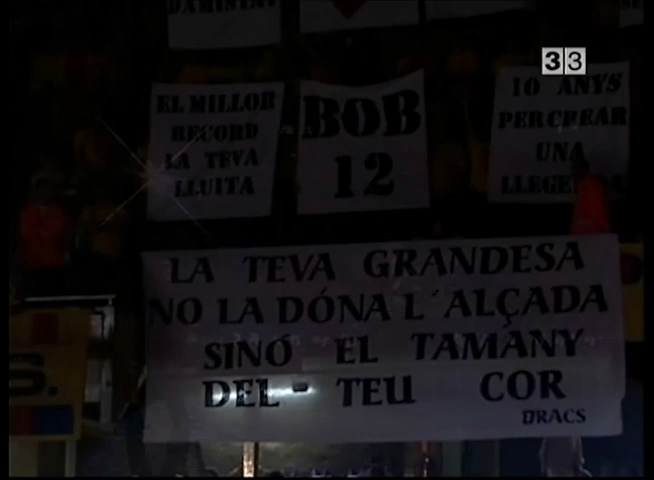 DAMISTAT
33
EL MILLOR
RECORD
LA TEVA
LLUITA
BOB
12
10 ANYS
PER CREAR
UNA
LLEGENDA
LA TEVA GRANDESA
NO LA DÓNA L´ALÇADA
SINÓ EL TAMANY
DEL TEU COR
DRACS
S.